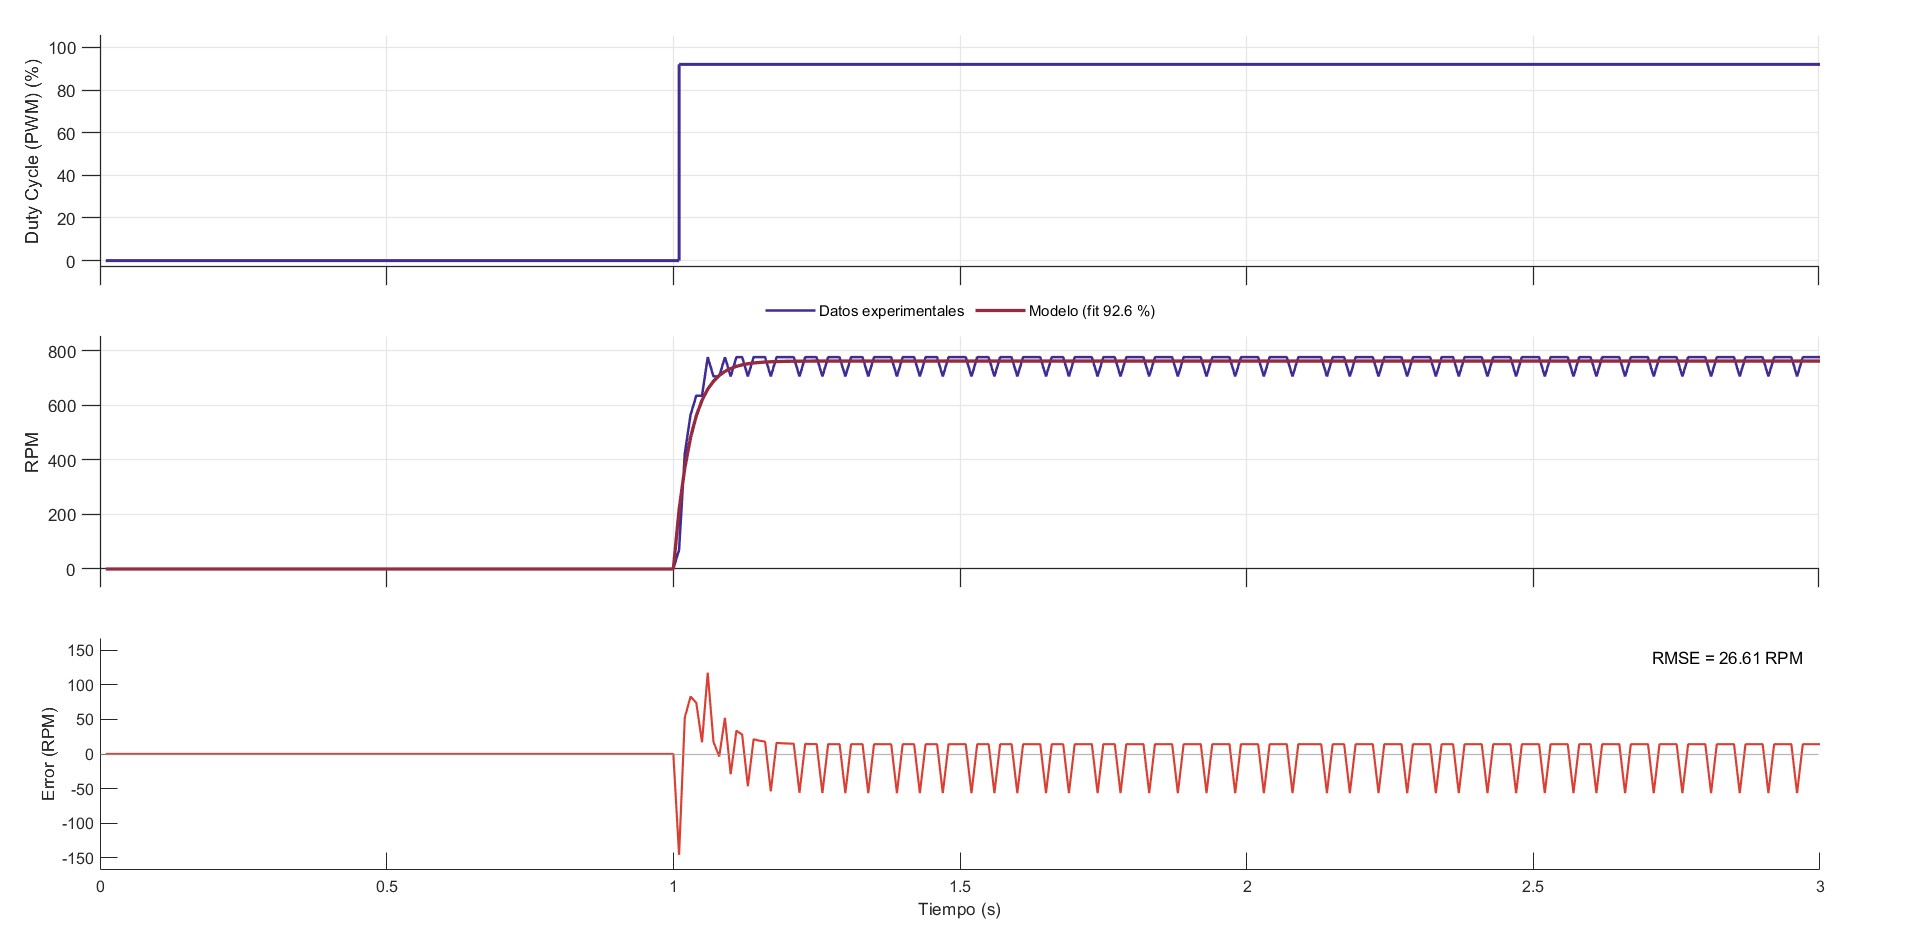 100
80
60
40
20
0
Duty Cycle (PWM) (%)
Datos experimentales
Modelo (fit 92.6 %)
800
600
400
200
0
RPM
RMSE = 26.61 RPM
150
100
50
0
-50
-100
-150
Error (RPM)
0 0.5 1 1.5 2 2.5 3
Tiempo (s)